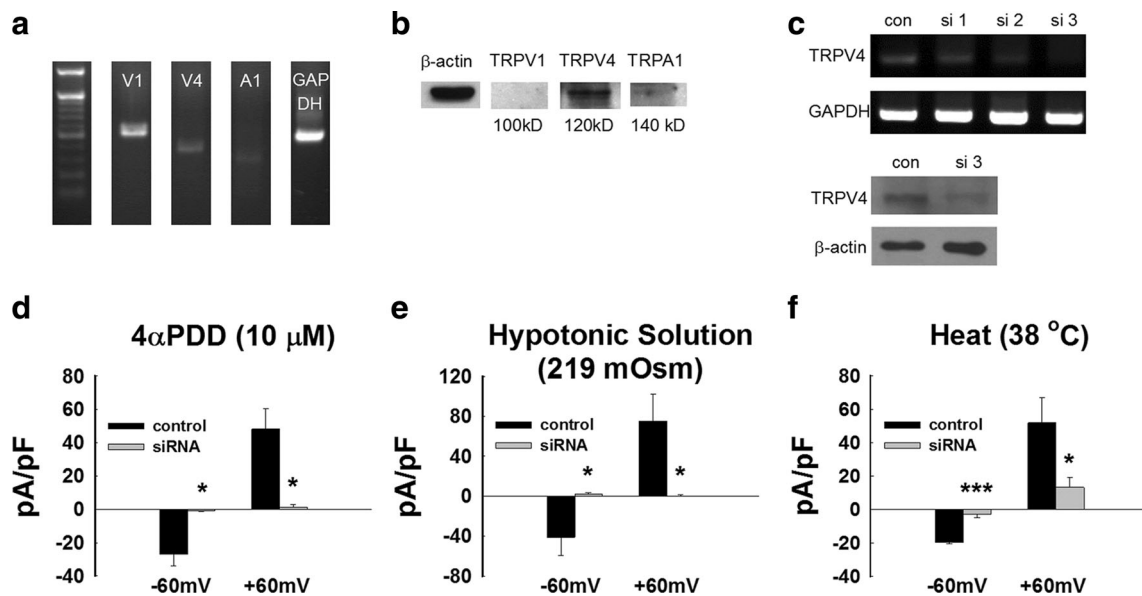 a
V1
V4
A1
GAP
DH
b
β-actin
TRPV1
TRPV4
TRPA1
100kD
120kD
140 kD
c
con
si 1
si 2
si 3
TRPV4
GAPDH
con
si 3
TRPV4
β-actin
d
4αPDD (10 μM)
pA/pF
80
60
40
20
0
-20
-40
control
siRNA
*
*
-60mV
+60mV
e
Hypotonic Solution
(219 mOsm)
pA/pF
120
80
40
0
-40
-80
control
siRNA
*
*
-60mV
+60mV
f
Heat (38 °C)
pA/pF
80
60
40
20
0
-20
-40
control
siRNA
***
*
-60mV
+60mV